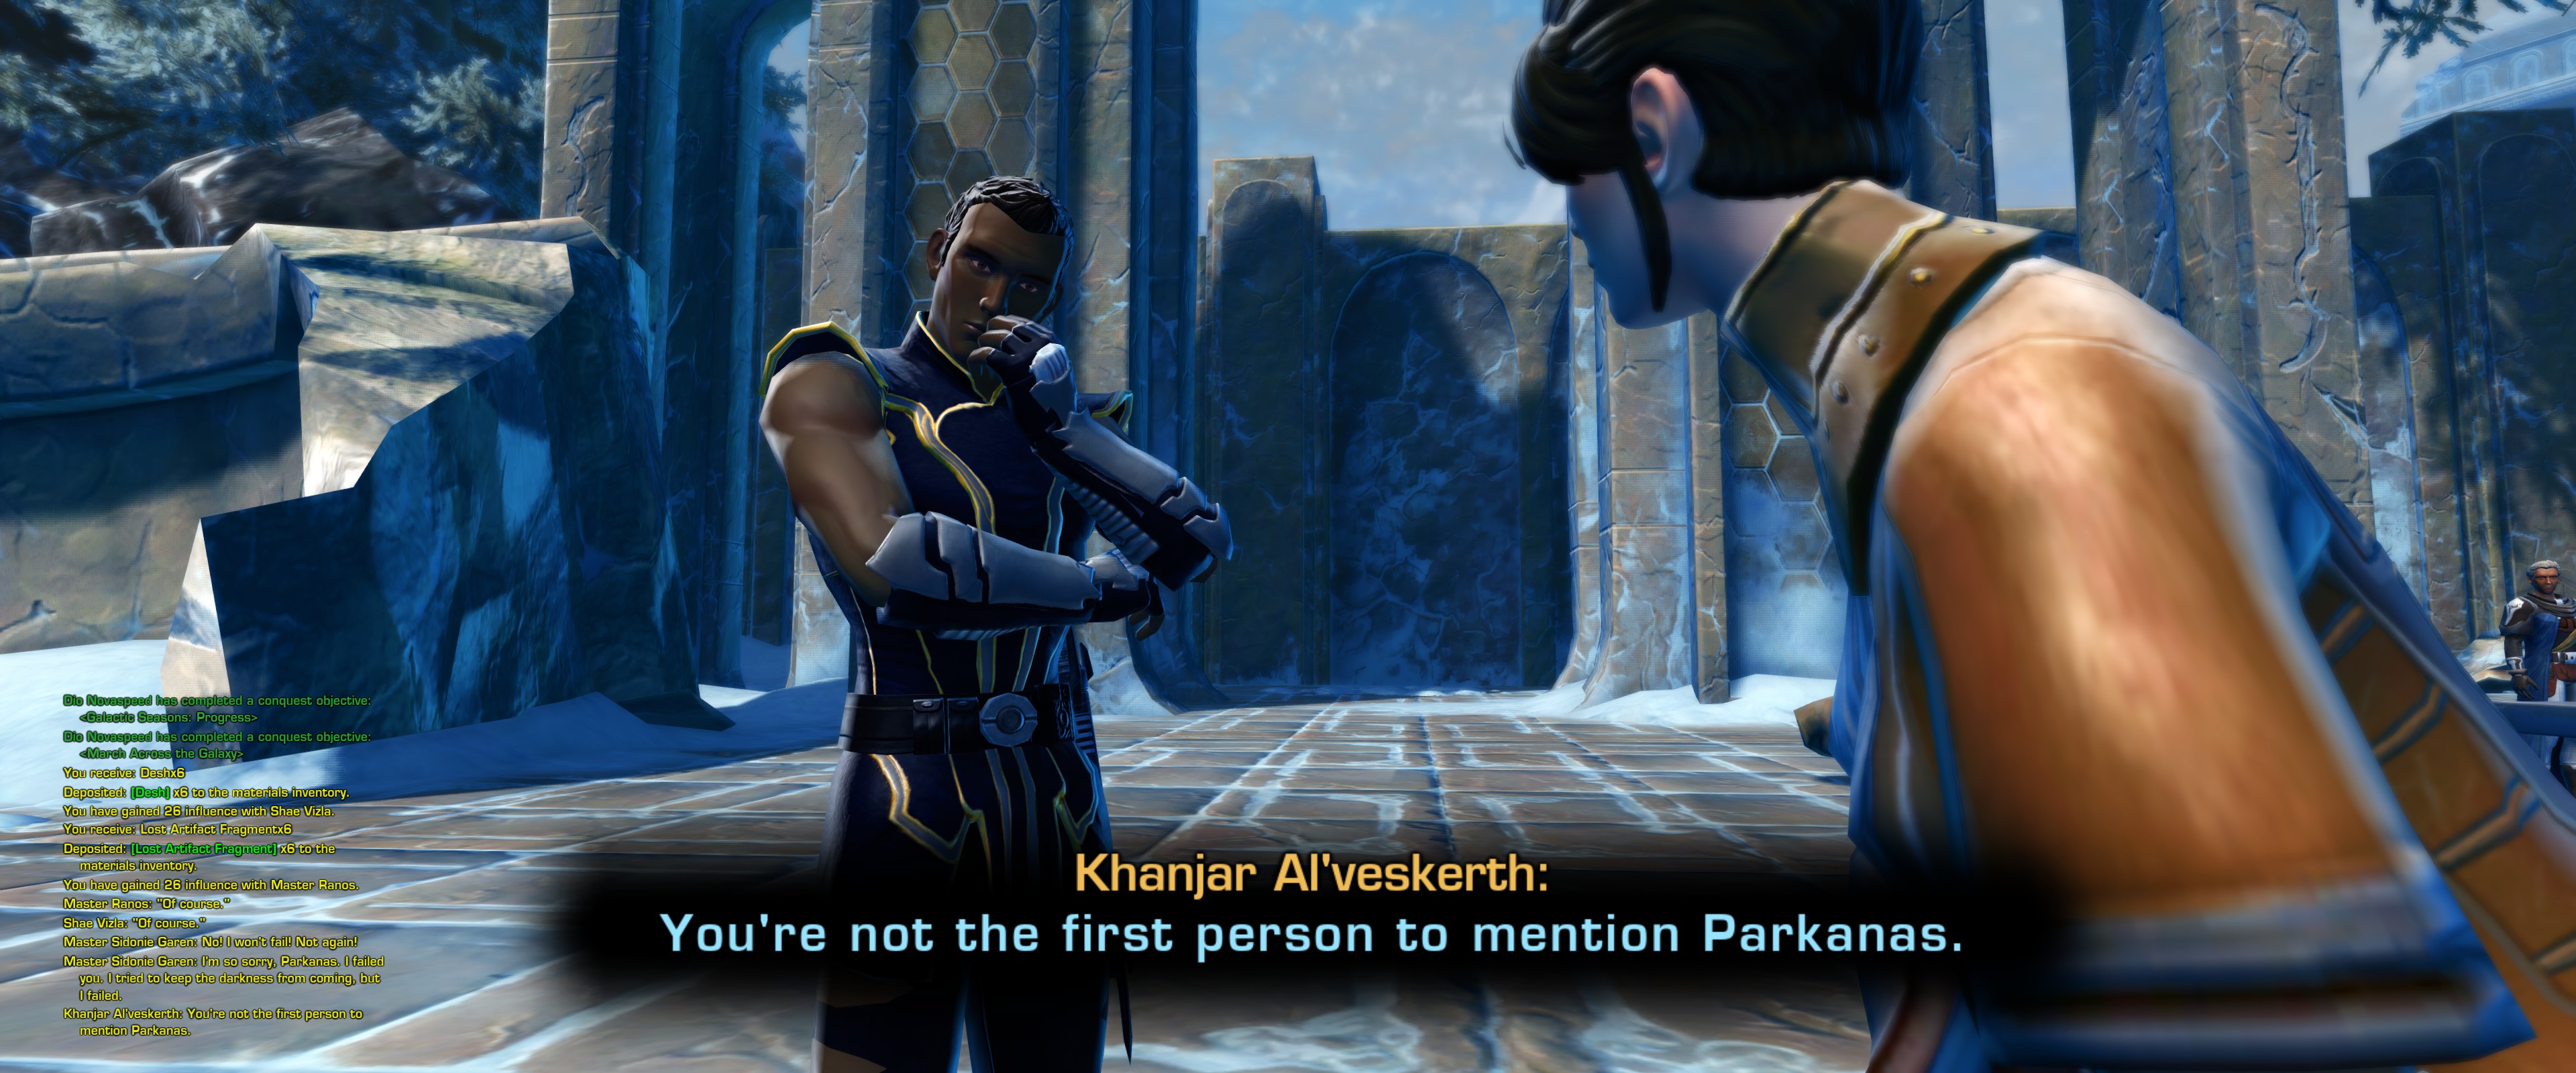 Dio Novaspeed has completed a conquest objective:
<Galactic Seasons: Progress>
Dio Novaspeed has completed a conquest objective:
<March Across the Galaxy>
You receive: Deshx6
Deposited: [Desh] x6 to the materials inventory.
You have gained 26 influence with Shae Vizla.
You receive: Lost Artifact Fragmentx6
Deposited: [Lost Artifact Fragment] x6 to the
materials inventory.
You have gained 26 influence with Master Ranos.
Master Ranos: "Of course."
Shae Vizla: "Of course."
Master Sidonie Garen: No! I won't fail! Not again!
Master Sidonie Garen: I'm so sorry, Parkanas. I failed
you. I tried to keep the darkness from coming, but
I failed.
Khanjar Al'veskerth: You're not the first person to
mention Parkanas.
Khanjar Al'veskerth:
You're not the first person to mention Parkanas.